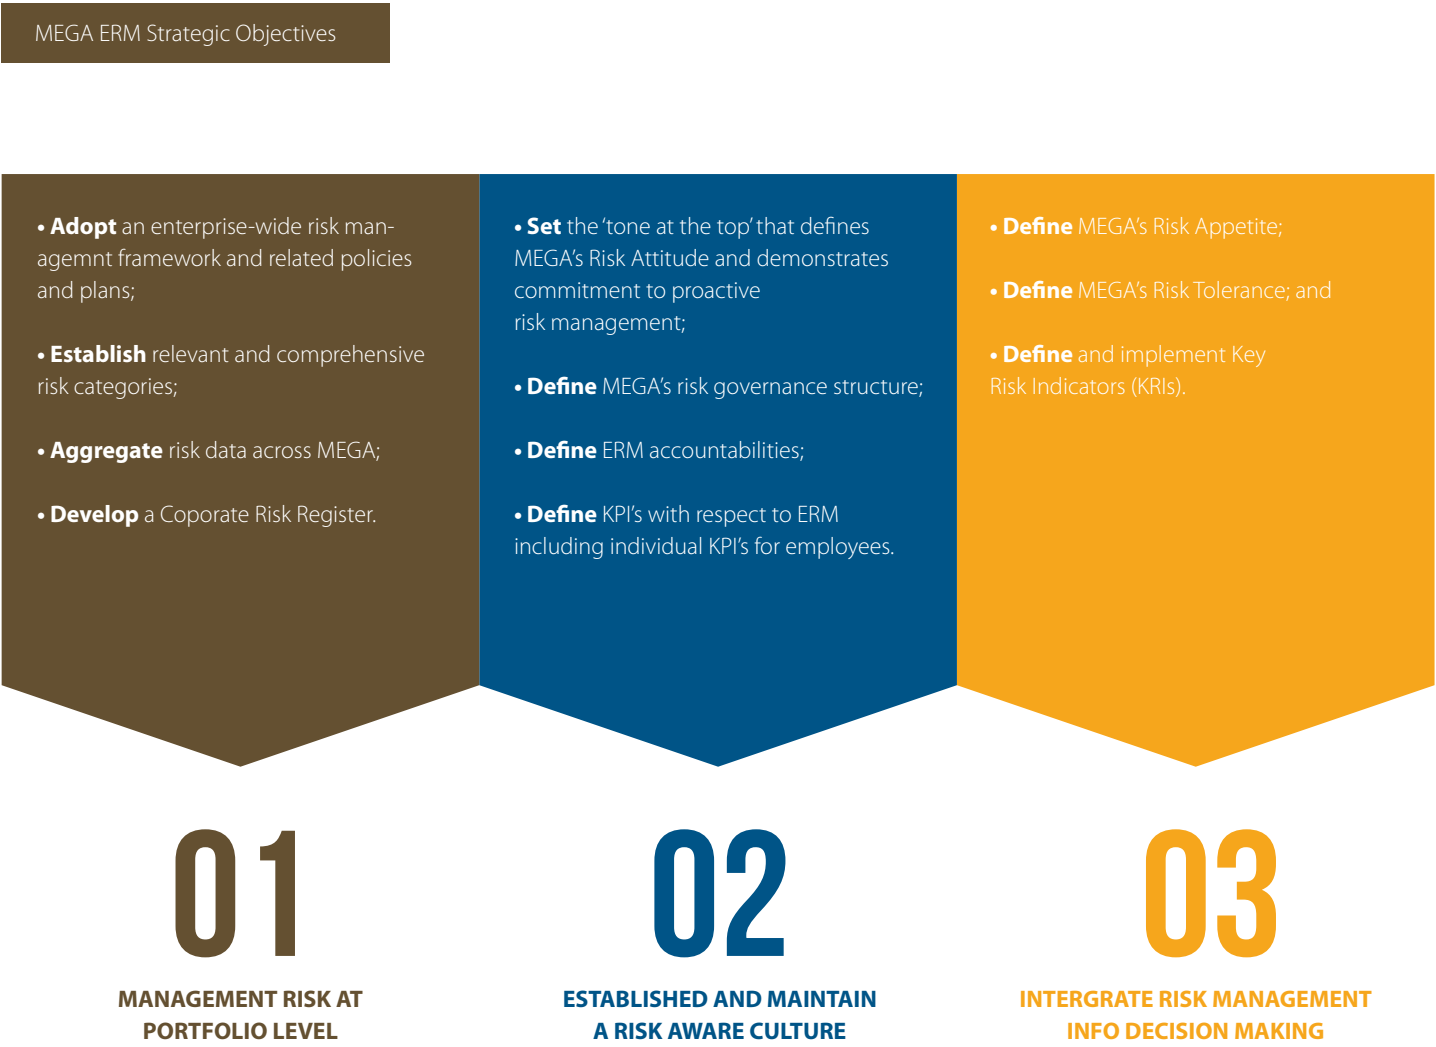 MEGA ERM Strategic Objectives
• Adopt an enterprise-wide risk man-
agemnt framework and related policies
and plans;
• Establish relevant and comprehensive
risk categories;
• Aggregate risk data across MEGA;
• Develop a Coporate Risk Register.
• Set the ‘tone at the top’ that defines
MEGA’s Risk Attitude and demonstrates
commitment to proactive
risk management;
• Define MEGA’s risk governance structure;
• Define ERM accountabilities;
• Define KPI’s with respect to ERM
including individual KPI’s for employees.
• Define MEGA’s Risk Appetite;
• Define MEGA’s Risk Tolerance; and
• Define and implement Key
Risk Indicators (KRIs).
01
MANAGEMENT RISK AT
PORTFOLIO LEVEL
02
ESTABLISHED AND MAINTAIN
A RISK AWARE CULTURE
03
INTERGRATE RISK MANAGEMENT
INFO DECISION MAKING